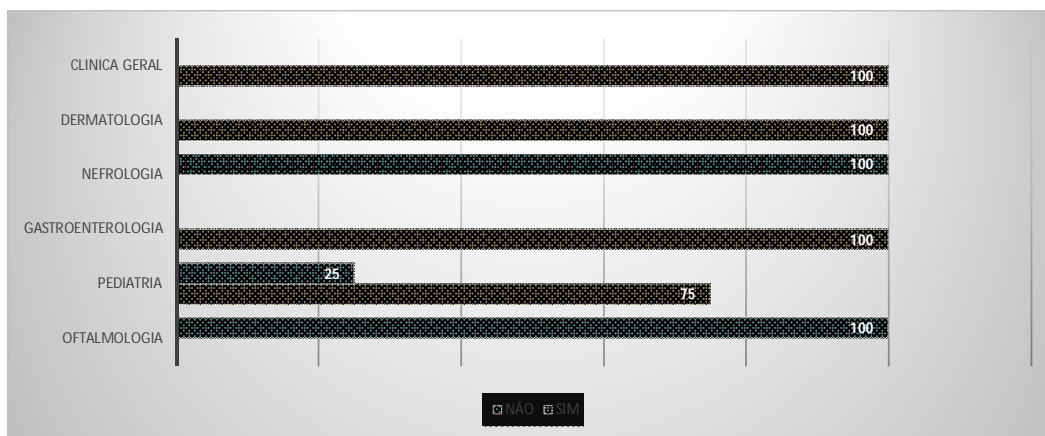 CLINICA GERAL
100
DERMATOLOGIA
100
NEFROLOGIA
100
GASTROENTEROLOGIA
100
PEDIATRIA
25
75
OFTALMOLOGIA
100
NÃO SIM